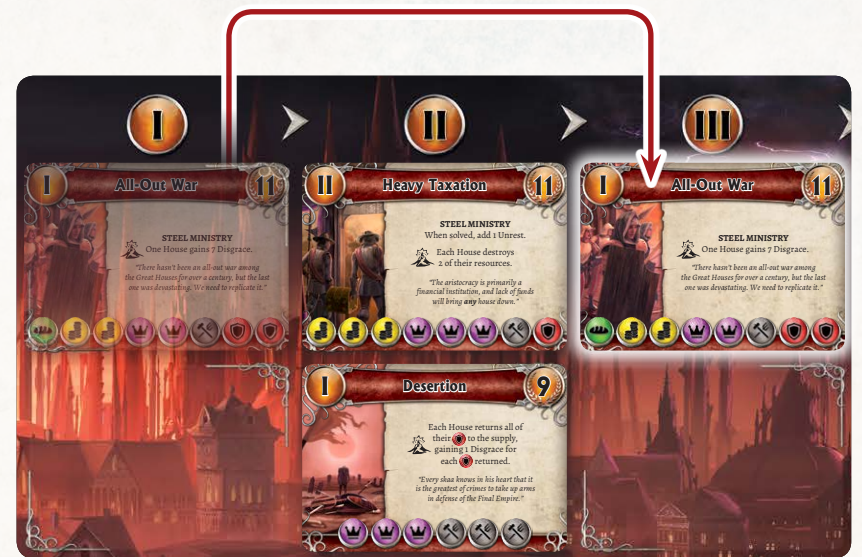 I
II
III
I
All-Out War
11
STEEL MINISTRY
One House gains 7 Disgrace.
"There hasn't been an all-out war among
the Great Houses for over a century, but the last
one was devastating. We need to replicate it."
II
Heavy Taxation
11
STEEL MINISTRY
When solved, add 1 Unrest.
Each House destroys
2 of their resources.
"The aristocracy is primarily a
financial institution, and lack of funds
will bring any house down."
I
All-Out War
11
STEEL MINISTRY
One House gains 7 Disgrace.
"There hasn't been an all-out war among
the Great Houses for over a century, but the last
one was devastating. We need to replicate it."
I
Desertion
9
Each House returns all of
their to the supply,
gaining 1 Disgrace for
each returned.
"Every skaa knows in his heart that it
is the greatest of crimes to take up arms
in defense of the Final Empire."